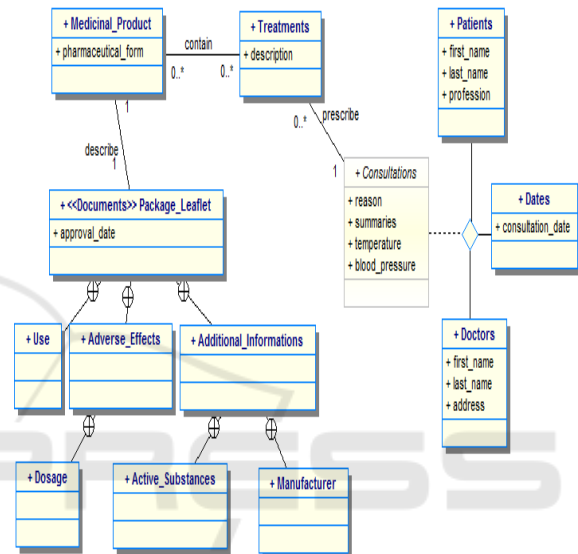 + Medicinal_Product
+ pharmaceutical_form
contain
0..*
0..*
+ Treatments
+ description
+ Patients
+ first_name
+ last_name
+ profession
1
describe
1
0..*
prescribe
1
+ Consultations
+ reason
+ summaries
+ temperature
+ blood_pressure
+ Dates
+ consultation_date
+ <<Documents>> Package_Leaflet
+ approval_date
+ Doctors
+ first_name
+ last_name
+ address
+ Use
+ Adverse_Effects
+ Additional_Informations
+ Dosage
+ Active_Substances
+ Manufacturer
PRESS